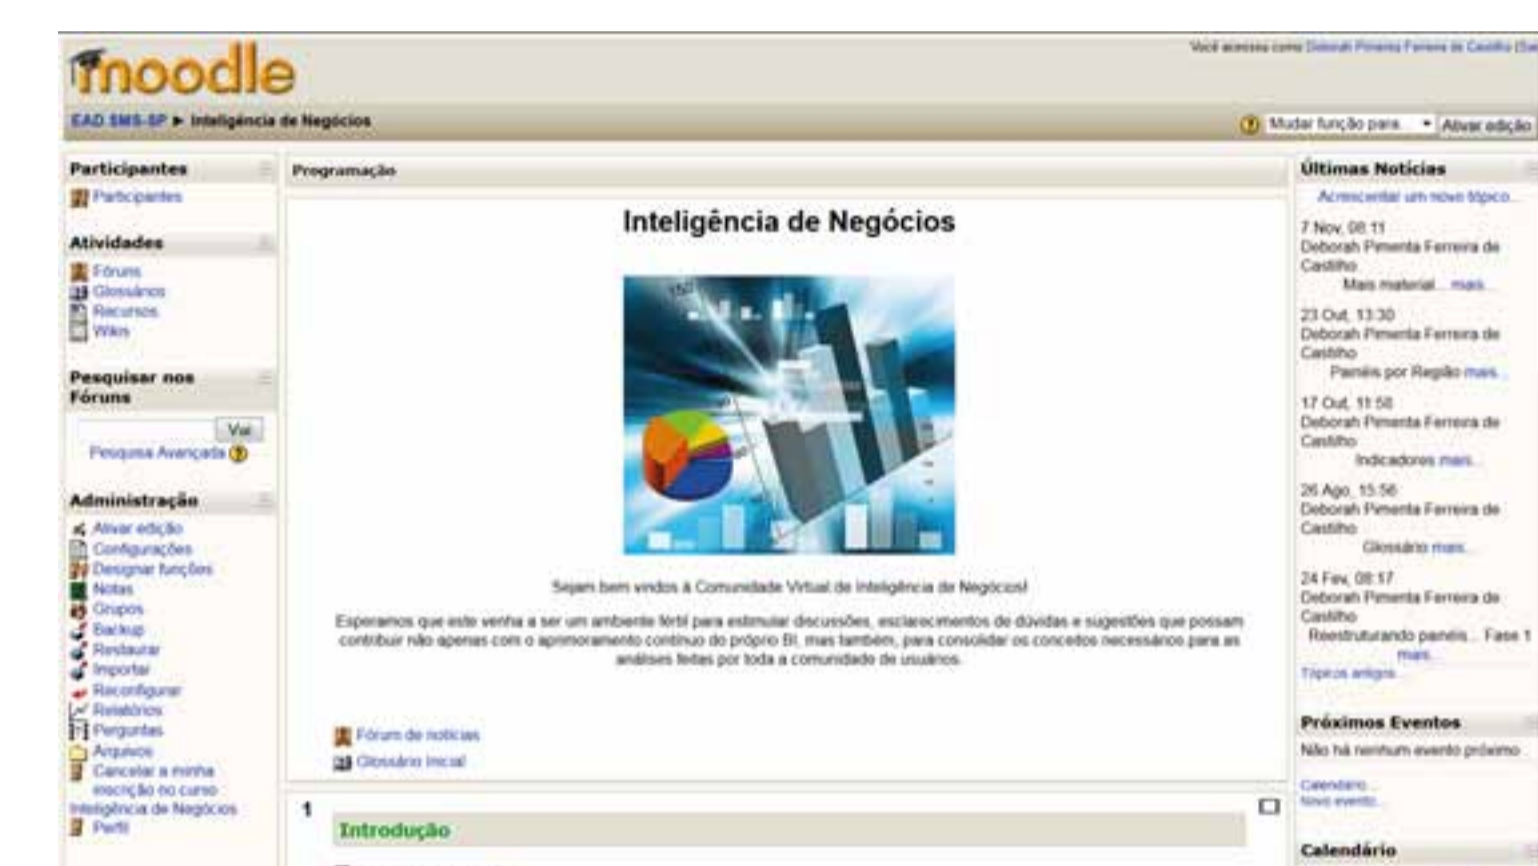 moodle
Você acessou como Deborah Pimenta Ferreira de Castilho
EAD SMS-SP ► Inteligência de Negócios
Mudar função para...
Ativar edição
Participantes
Participantes
Atividades
Fóruns
Glossários
Recursos
Wikis
Pesquisar nos
Fóruns
Vai
Pesquisa Avançada
Administração
Ativar edição
Configurações
Designar funções
Notas
Grupos
Backup
Restaurar
Importar
Reconfigurar
Relatórios
Perguntas
Arquivos
Cancelar a minha
inscrição no curso
Inteligência de Negócios
Perfil
Programação
Inteligência de Negócios
150
Sejam bem vindos à Comunidade Virtual de Inteligência de Negócios!
Esperamos que este venha a ser um ambiente fértil para estimular discussões, esclarecimentos de dúvidas e sugestões que possam
contribuir não apenas com o aprimoramento contínuo do próprio BI, mas também, para consolidar os conceitos necessários para as
análises feitas por toda a comunidade de usuários.
Fórum de notícias
Glossário Inicial
1
Introdução
Últimas Notícias
Acrescentar um novo tópico...
7 Nov, 08:11
Deborah Pimenta Ferreira de
Castilho
Mais material... mais...
23 Out, 13:30
Deborah Pimenta Ferreira de
Castilho
Painéis por Região mais...
17 Out, 11:58
Deborah Pimenta Ferreira de
Castilho
Indicadores mais...
26 Ago, 15:56
Deborah Pimenta Ferreira de
Castilho
Glossário mais...
24 Fev, 08:17
Deborah Pimenta Ferreira de
Castilho
Reestruturando painéis... Fase 1
mais...
Tópicos antigos...
Próximos Eventos
Não há nenhum evento próximo
Calendário...
Novo evento...
Calendário